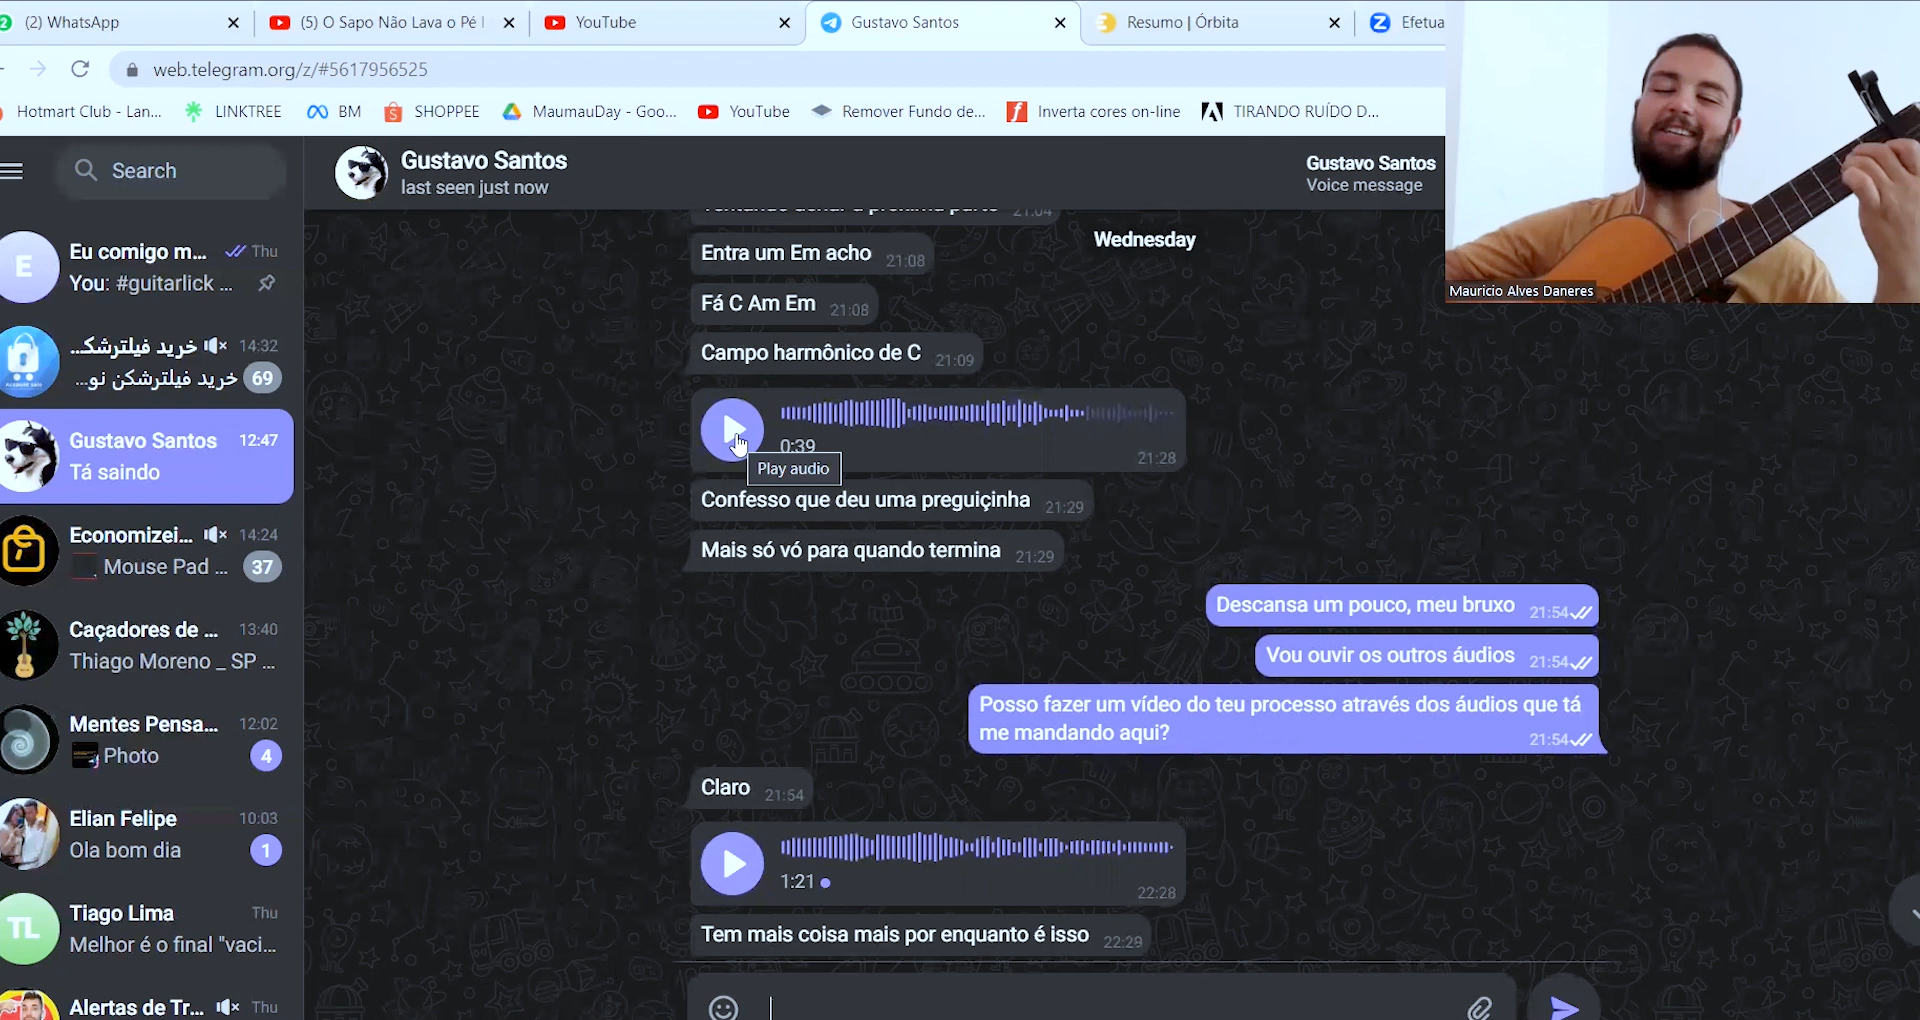 (2) WhatsApp
(5) O Sapo Não Lava o Pé
YouTube
Gustavo Santos
Resumo | Órbita
Efetua
web.telegram.org/z/#5617956525
Hotmart Club - Lan...
LINKTREE
BM
SHOPPEE
MaumauDay - Goo...
YouTube
Remover Fundo de...
Inverta cores on-line
TIRANDO RUÍDO D...
Search
Gustavo Santos
last seen just now
Gustavo Santos
Voice message
Mauricio Alves Daneres
E
Eu comigo m... Thu
You: #guitarlick ...
خرید فیلترشک... 14:32
خرید فیلترشکن نو... 69
Gustavo Santos 12:47
Tá saindo
Economizei... 14:24
Mouse Pad ... 37
Caçadores de ... 13:40
Thiago Moreno _ SP ...
Mentes Pensa... 12:02
Photo 4
Elian Felipe 10:03
Ola bom dia 1
TL
Tiago Lima Thu
Melhor é o final "vaci...
Alertas de Tr... Thu
21:04
Wednesday
Entra um Em acho 21:08
Fá C Am Em 21:08
Campo harmônico de C 21:09
0:39
21:28
Play audio
Confesso que deu uma preguiçinha 21:29
Mais só vó para quando termina 21:29
Descansa um pouco, meu bruxo 21:54
Vou ouvir os outros áudios 21:54
Posso fazer um vídeo do teu processo através dos áudios que tá
me mandando aqui? 21:54
Claro 21:54
1:21
22:28
Tem mais coisa mais por enquanto é isso 22:29